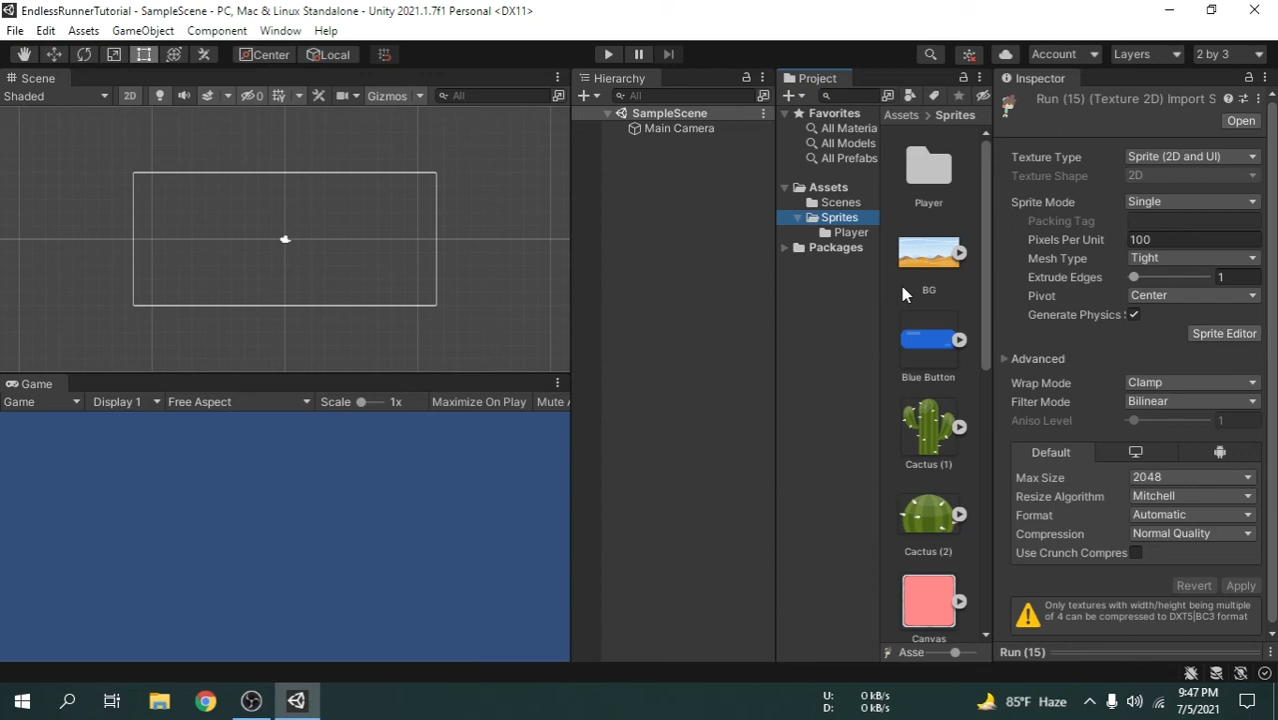 EndlessRunnerTutorial - SampleScene - PC, Mac & Linux Standalone - Unity 2021.1.7f1 Personal <DX11>
File Edit Assets GameObject Component Window Help
Center Local Account Layers 2 by 3
Scene
Shaded 2D 0 Gizmos All
Game
Game Display 1 Free Aspect Scale 1x Maximize On Play Mute A
Hierarchy
All
SampleScene
Main Camera
Project
Favorites
All Materia
All Models
All Prefabs
Assets
Scenes
Sprites
Player
Packages
Assets > Sprites
Player
BG
Blue Button
Cactus (1)
Cactus (2)
Canvas
Asse
Inspector
Run (15) (Texture 2D) Import S
Open
Texture Type Sprite (2D and UI)
Texture Shape 2D
Sprite Mode Single
Packing Tag
Pixels Per Unit 100
Mesh Type Tight
Extrude Edges 1
Pivot Center
Generate Physics
Sprite Editor
Advanced
Wrap Mode Clamp
Filter Mode Bilinear
Aniso Level 1
Default
Max Size 2048
Resize Algorithm Mitchell
Format Automatic
Compression Normal Quality
Use Crunch Compres
Revert Apply
Only textures with width/height being multiple
of 4 can be compressed to DXT5|BC3 format
Run (15)
U: 0 kB/s
D: 0 kB/s
85°F Haze
9:47 PM
7/5/2021